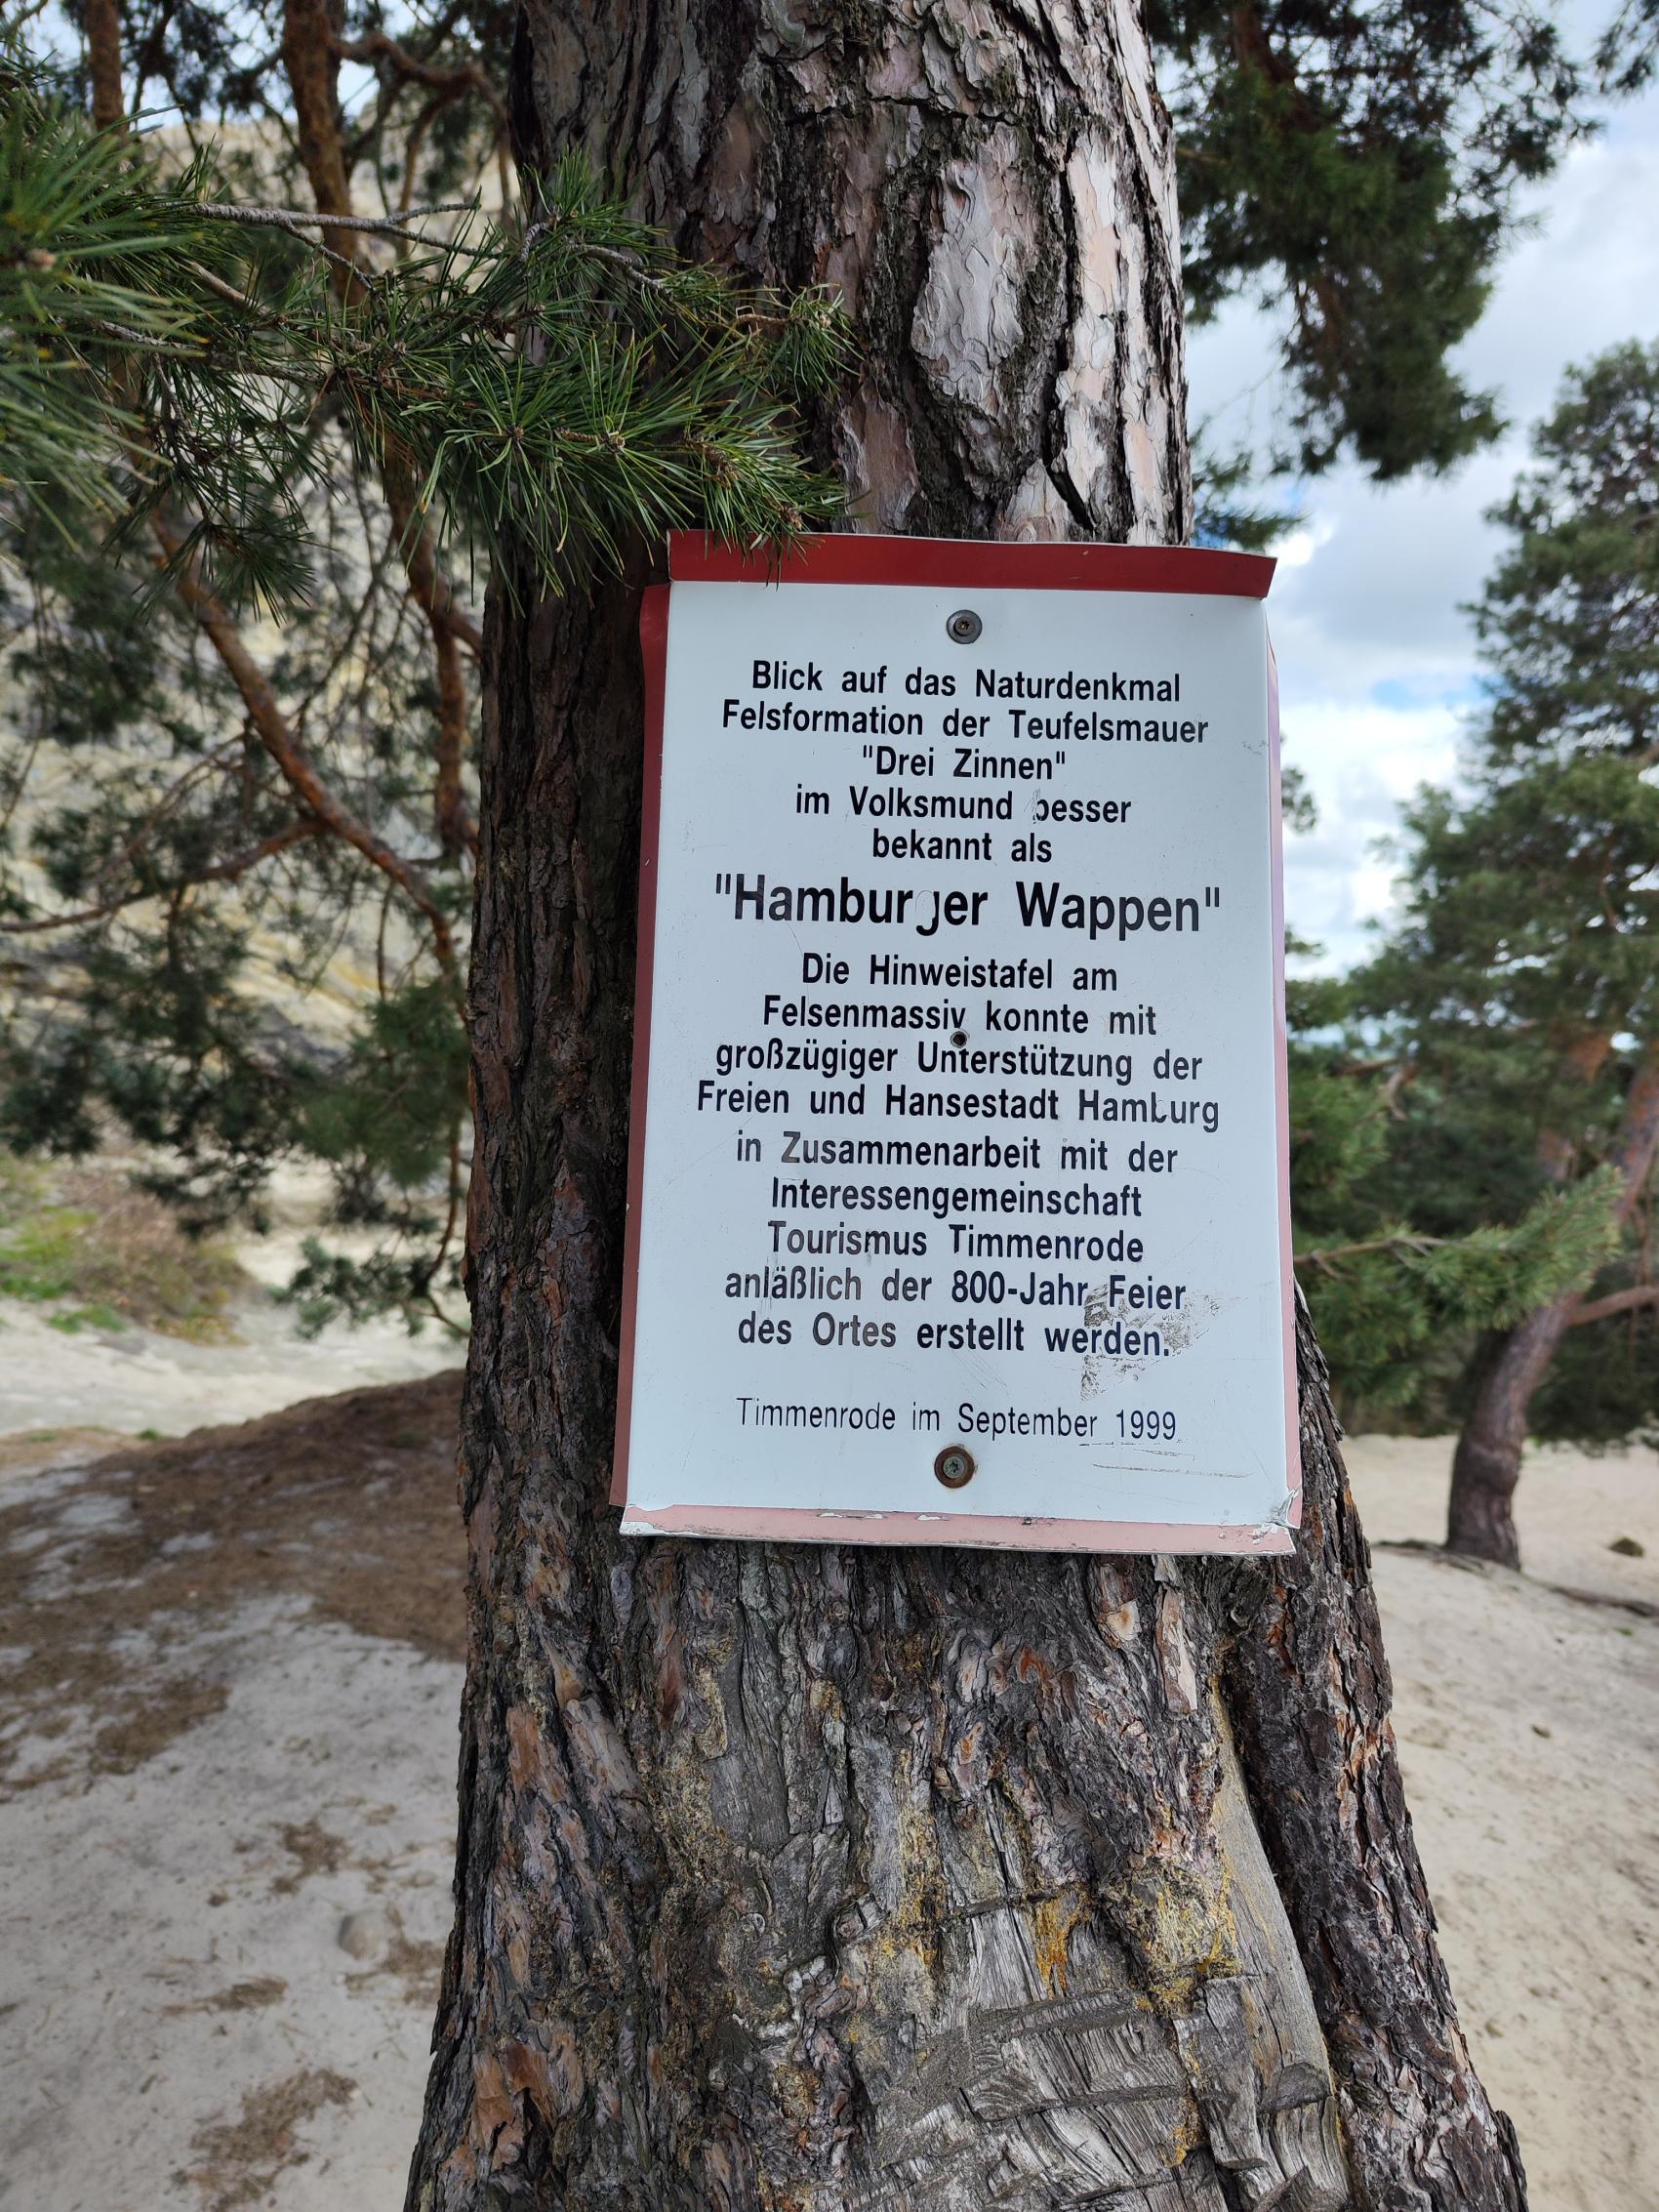 Blick auf das Naturdenkmal
Felsformation der Teufelsmauer
"Drei Zinnen"
im Volksmund besser
bekannt als
"Hamburger Wappen"
Die Hinweistafel am
Felsenmassiv konnte mit
großzügiger Unterstützung der
Freien und Hansestadt Hamburg
in Zusammenarbeit mit der
Interessengemeinschaft
Tourismus Timmenrode
anläßlich der 800-Jahr Feier
des Ortes erstellt werden.
Timmenrode im September 1999